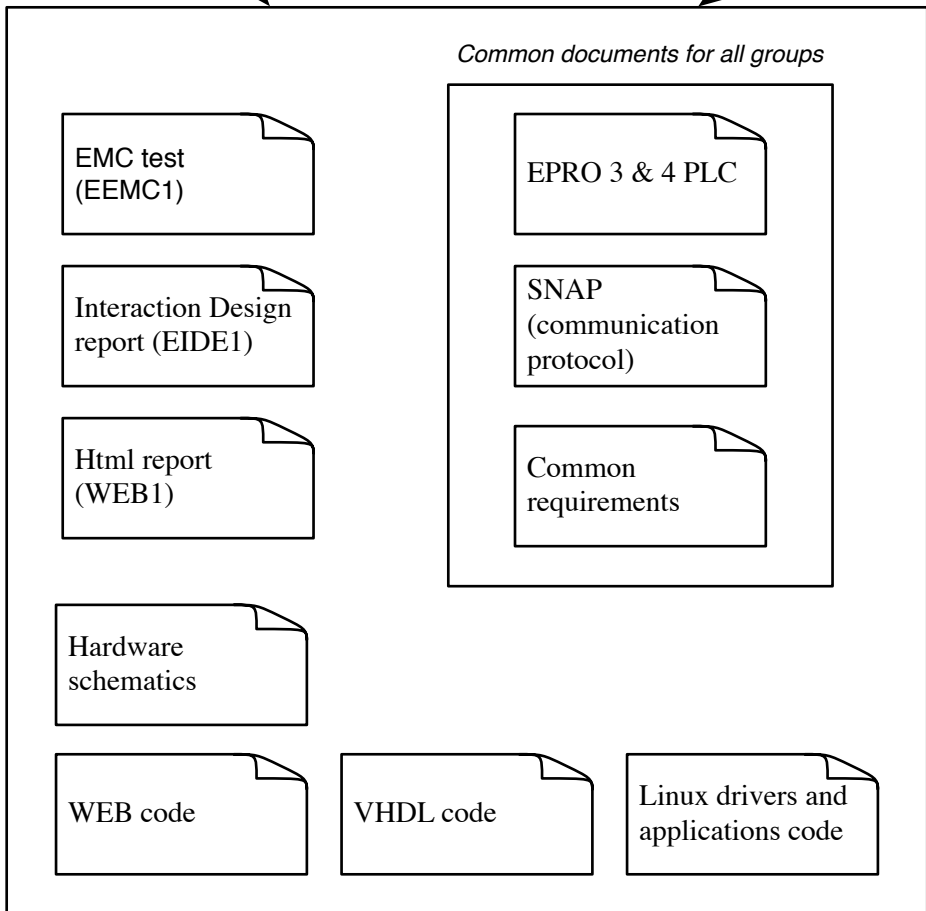 Common documents for all groups
EMC test
(EEMC1)
EPRO 3 & 4 PLC
Interaction Design
report (EIDE1)
SNAP
(communication
protocol)
Html report
(WEB1)
Common
requirements
Hardware
schematics
WEB code
VHDL code
Linux drivers and
applications code